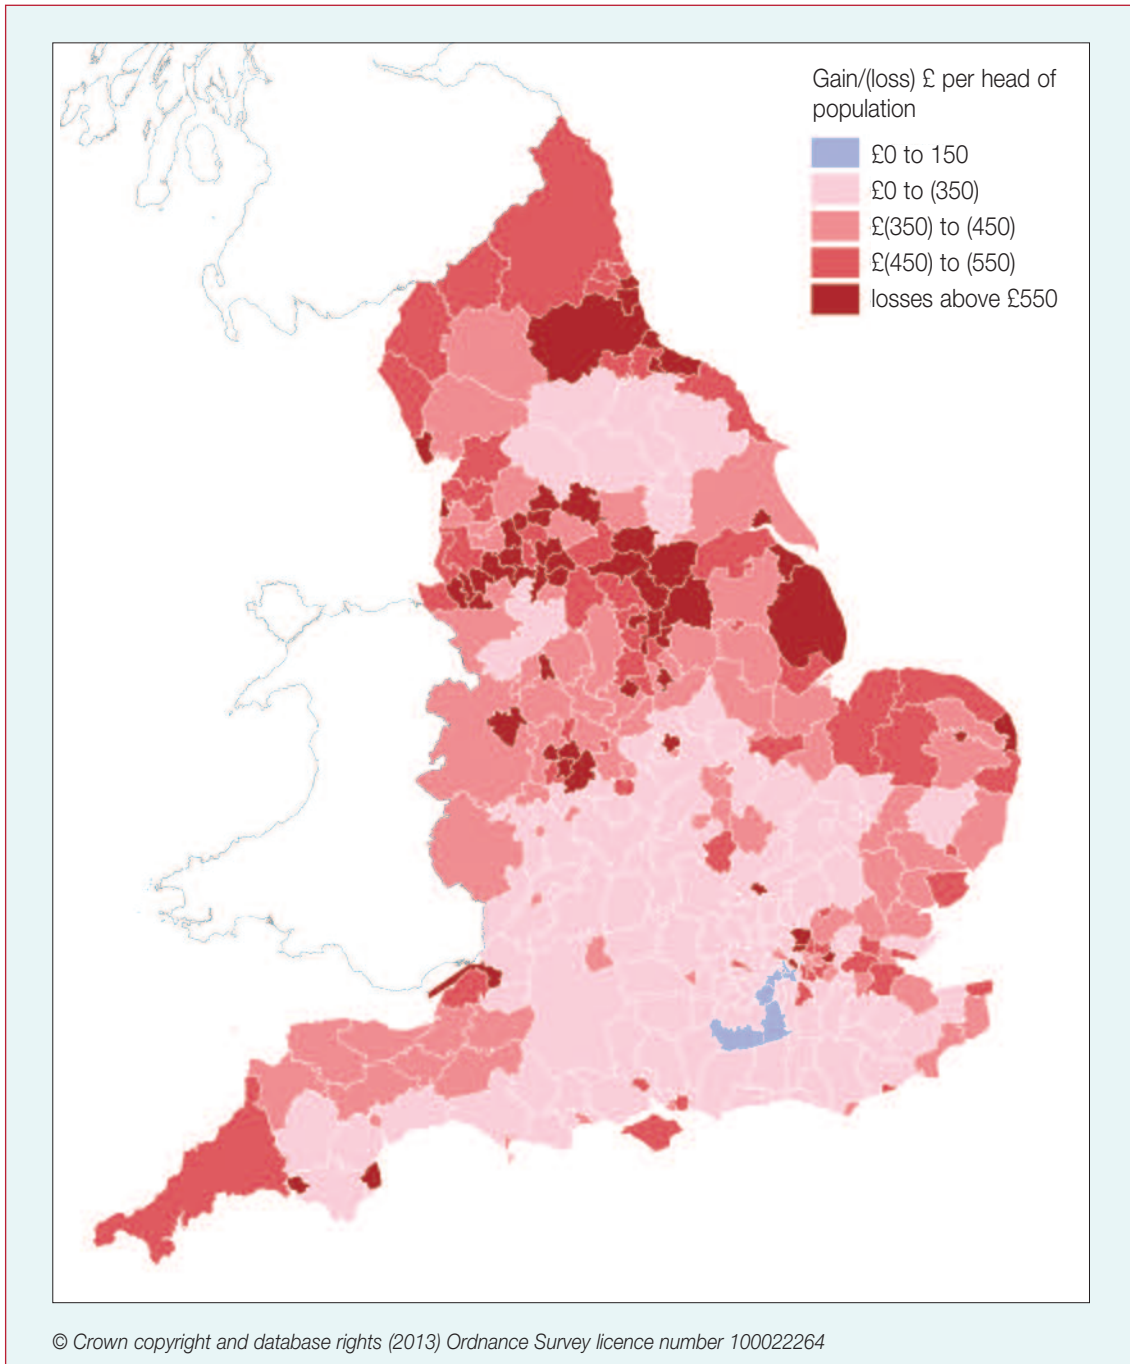 Gain/(loss) £ per head of
population
£0 to 150
£0 to (350)
£(350) to (450)
£(450) to (550)
losses above £550
© Crown copyright and database rights (2013) Ordnance Survey licence number 100022264